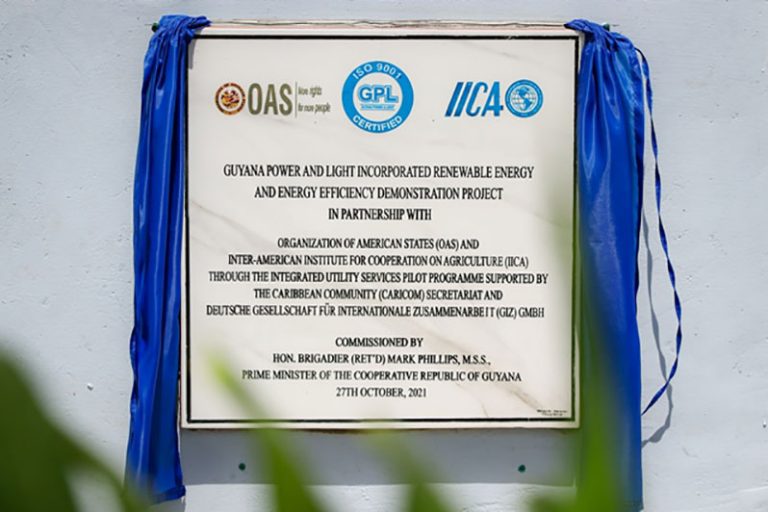 OAS More rights for more people
ISO 9001
GPL
CERTIFIED
IICA
GUYANA POWER AND LIGHT INCORPORATED RENEWABLE ENERGY
AND ENERGY EFFICIENCY DEMONSTRATION PROJECT
IN PARTNERSHIP WITH
ORGANIZATION OF AMERICAN STATES (OAS) AND
INTER-AMERICAN INSTITUTE FOR COOPERATION ON AGRICULTURE (IICA)
THROUGH THE INTEGRATED UTILITY SERVICES PILOT PROGRAMME SUPPORTED BY
THE CARIBBEAN COMMUNITY (CARICOM) SECRETARIAT AND
DEUTSCHE GESELLSCHAFT FÜR INTERNATIONALE ZUSAMMENARBEIT (GIZ) GMBH
COMMISSIONED BY
HON. BRIGADIER (RET'D) MARK PHILLIPS, M.S.S.,
PRIME MINISTER OF THE COOPERATIVE REPUBLIC OF GUYANA
27TH OCTOBER, 2021